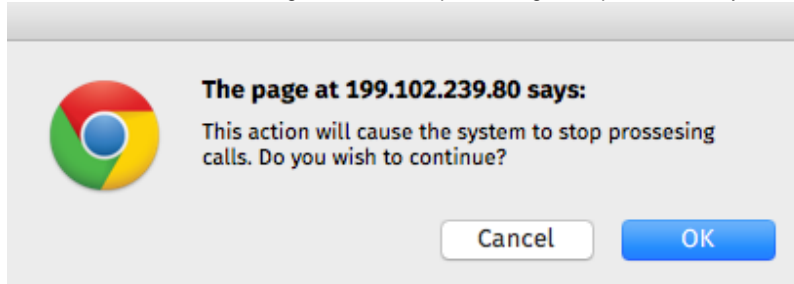 The page at 199.102.239.80 says:
This action will cause the system to stop prossesing
calls. Do you wish to continue?
Cancel OK